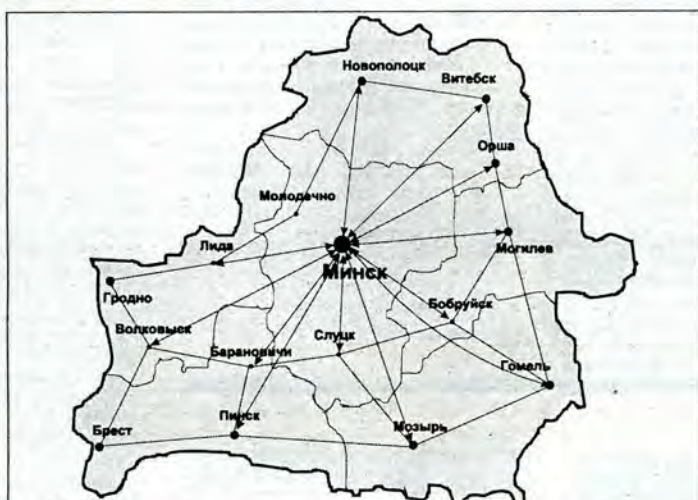 Новополоцк
Витебск
Орша
Молодечно
Лида
Могилев
Минск
Гродно
Бобруйск
Волковыск
Слуцк
Барановичи
Гомель
Пинск
Мозырь
Брест